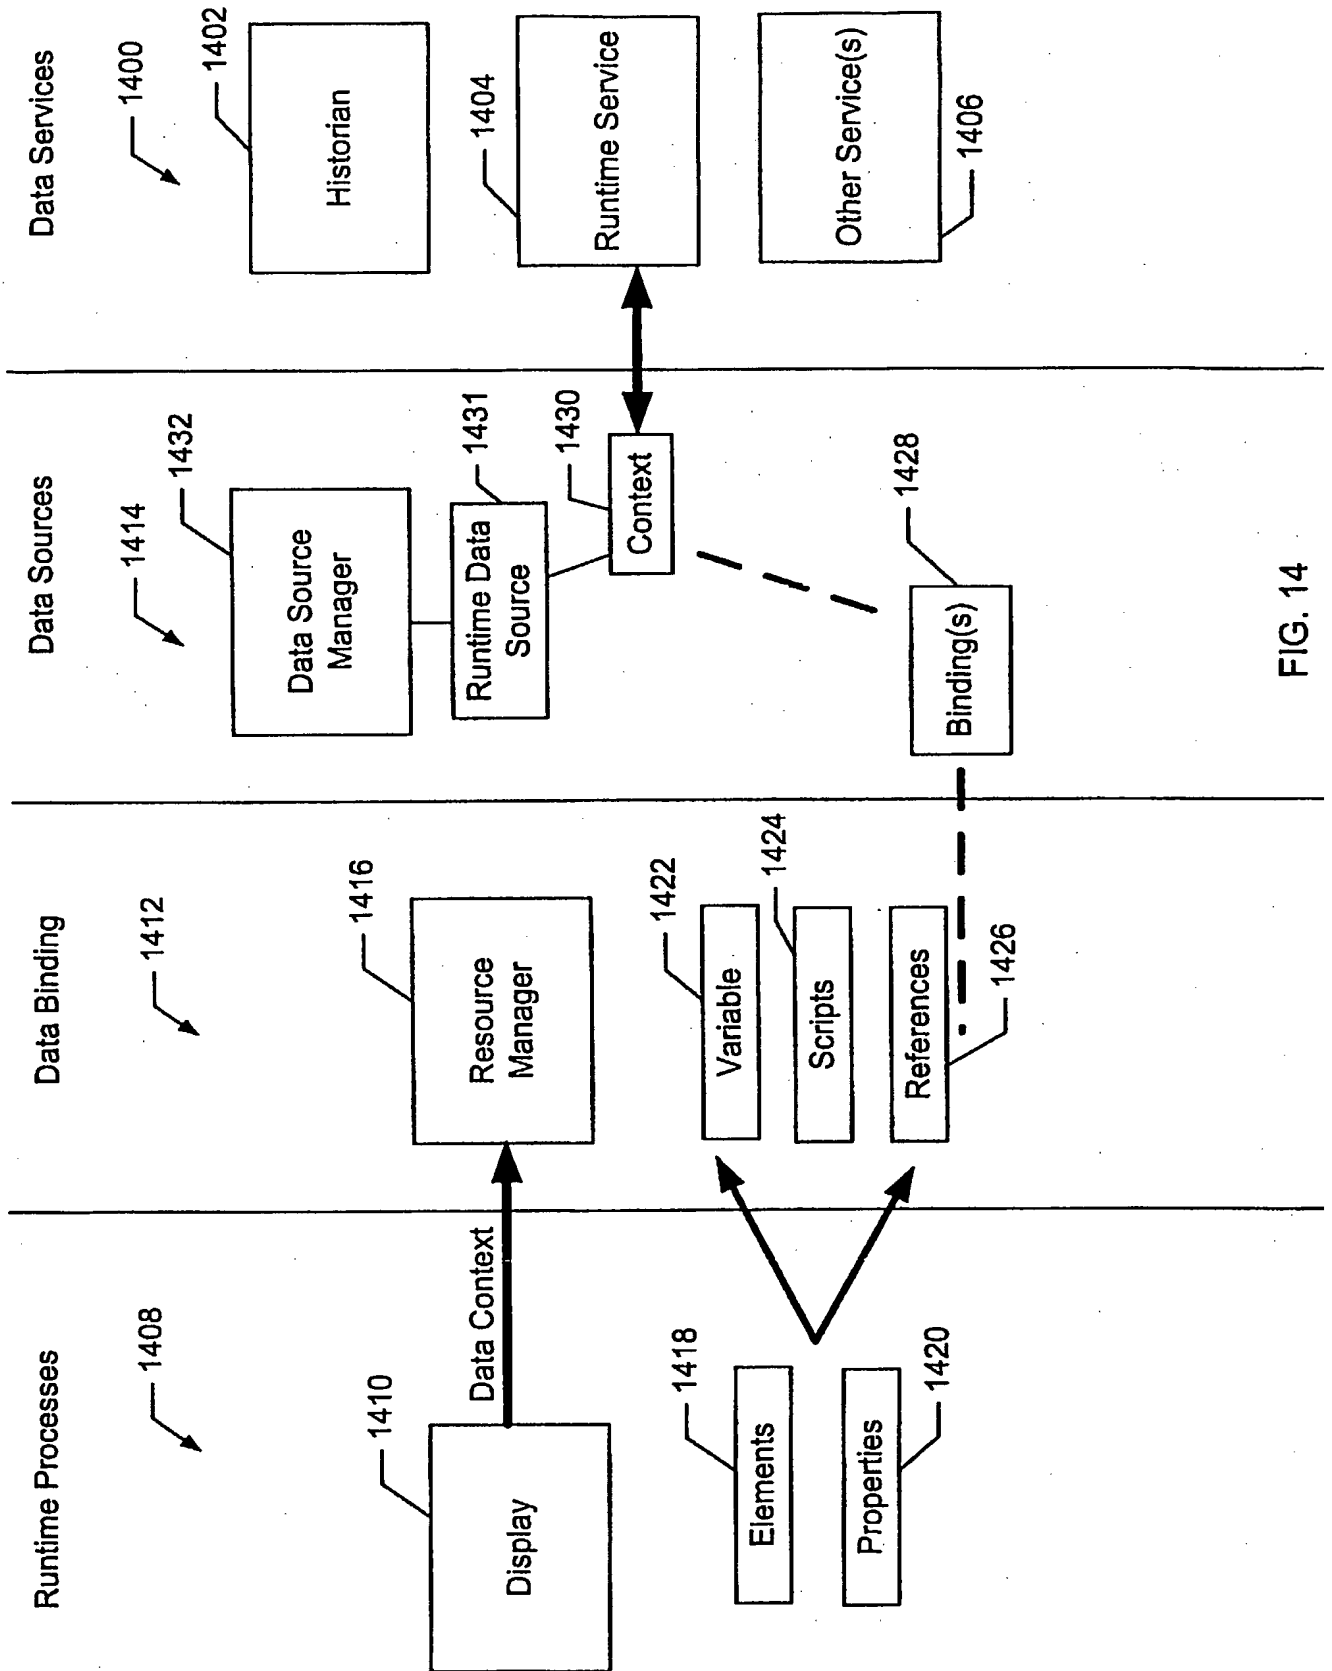 Runtime Processes
1408
1410
Display
Data Context
1418
Elements
Properties
1420
Data Binding
1412
1416
Resource
Manager
1422
Variable
1424
Scripts
References
1426
Data Sources
1414
1432
Data Source
Manager
1431
Runtime Data
Source
1430
Context
1428
Binding(s)
Data Services
1400
1402
Historian
1404
Runtime Service
Other Service(s)
1406
FIG. 14